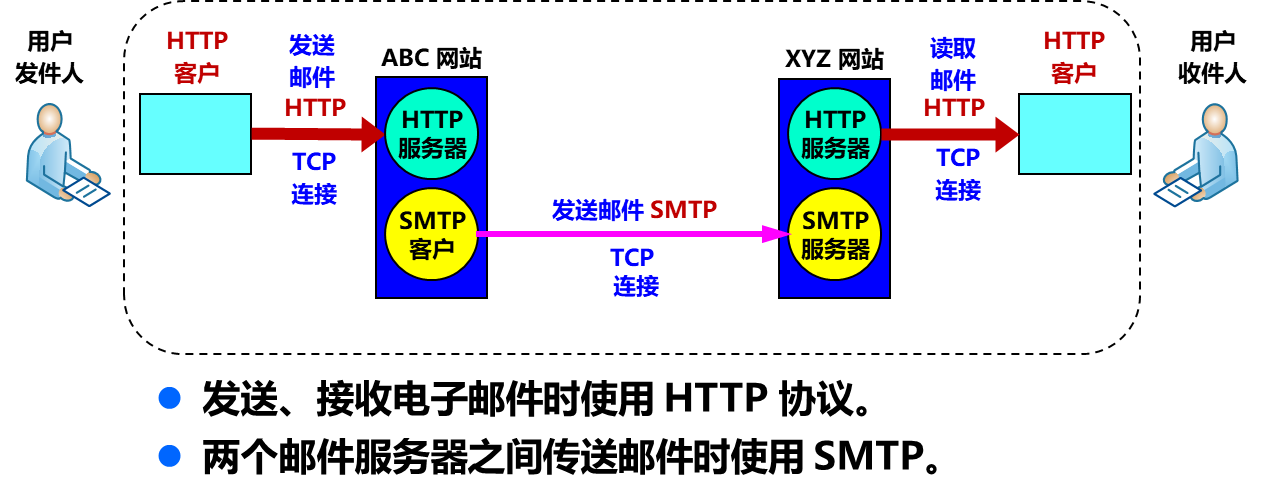 用户
发件人
HTTP
客户
发送
邮件
HTTP
TCP
连接
ABC 网站
HTTP
服务器
SMTP
客户
发送邮件 SMTP
TCP
连接
XYZ 网站
HTTP
服务器
SMTP
服务器
读取
邮件
HTTP
TCP
连接
HTTP
客户
用户
收件人
发送、接收电子邮件时使用 HTTP 协议。
两个邮件服务器之间传送邮件时使用 SMTP。